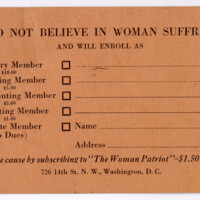 O NOT BELIEVE IN WOMAN SUFFR
AND WILL ENROLL AS
ry Member
$10.00
ing Member
$5.00
outing Member
$5.00
ting Member
$1.00
te Member
o Dues)
Name
Address
e cause by subscribing to "The Woman Patriot"—$1.50
726 14th St. N. W., Washington, D. C.